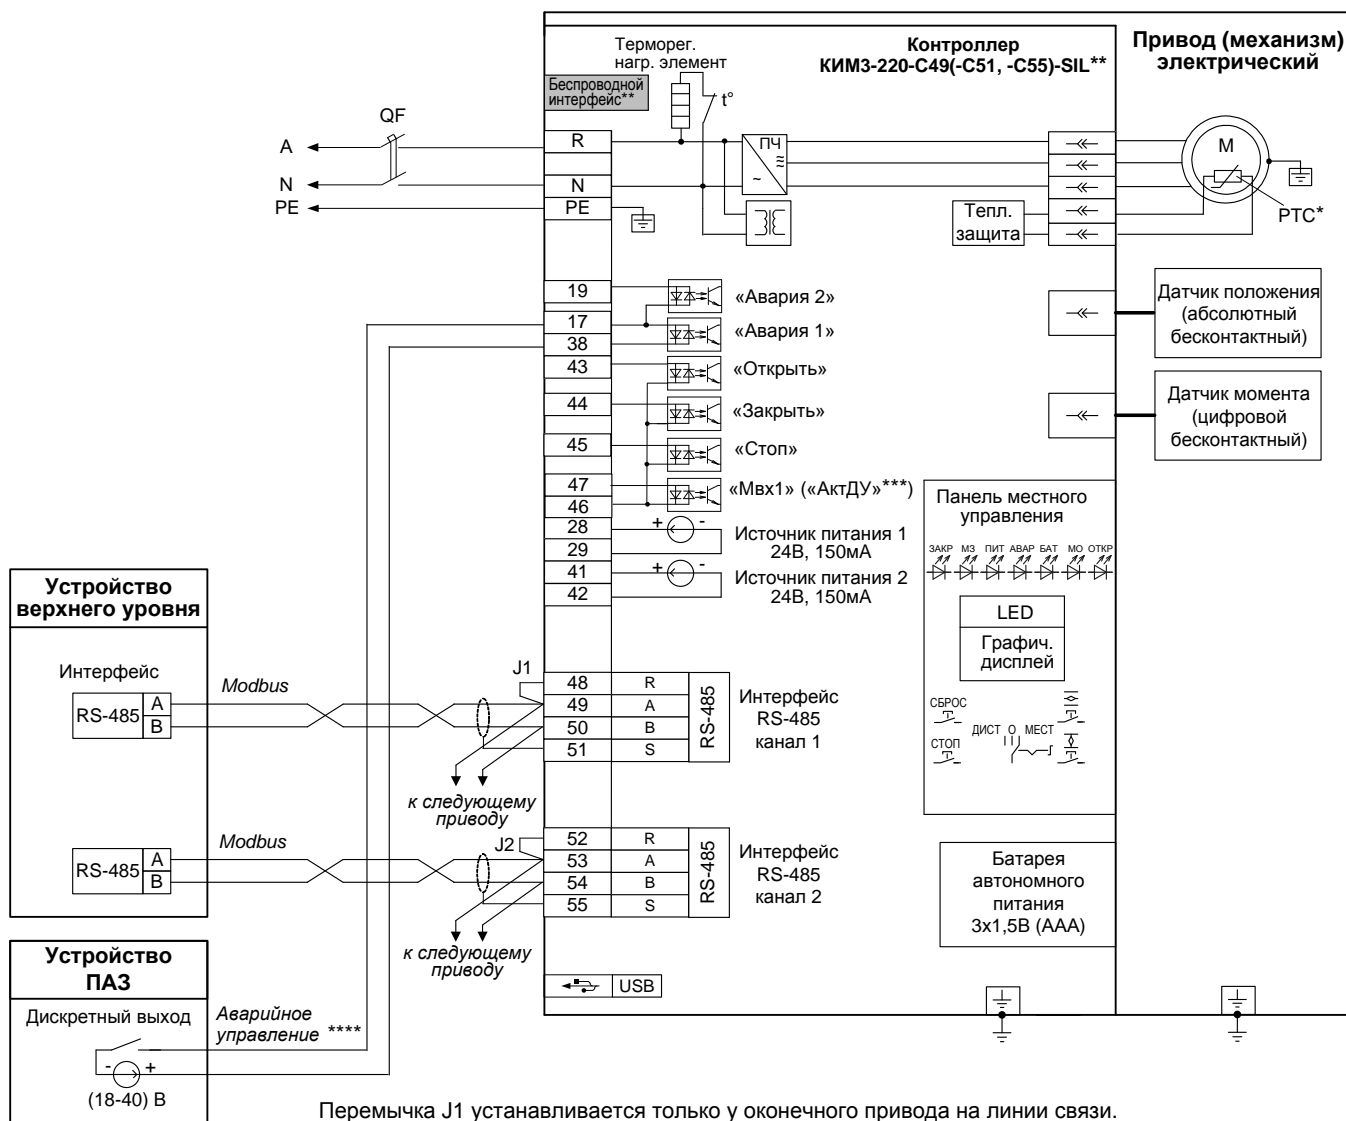 Контроллер
КИМ3-220-С49(-С51, -С55)-SIL**
Привод (механизм)
электрический
Терморег.
нагр. элемент
Беспроводной
интерфейс**
t°
QF
A
N
PE
R
N
PE
ПЧ
≈
~
M
PTC*
Тепл.
защита
19
«Авария 2»
17
«Авария 1»
38
43
«Открыть»
44
«Закрыть»
45
«Стоп»
47
«Мвх1» («АктДУ»***)
46
28
+ -
Источник питания 1
24В, 150мА
29
41
+ -
Источник питания 2
24В, 150мА
42
Датчик положения
(абсолютный
бесконтактный)
Датчик момента
(цифровой
бесконтактный)
Панель местного
управления
ЗАКР МЗ ПИТ АВАР БАТ МО ОТКР
LED
Графич.
дисплей
СБРОС
СТОП
ДИСТ О МЕСТ
Устройство
верхнего уровня
Интерфейс
RS-485
A
B
Modbus
J1
48 R
49 A
50 B
51 S
RS-485
Интерфейс
RS-485
канал 1
к следующему
приводу
RS-485
A
B
Modbus
J2
52 R
53 A
54 B
55 S
RS-485
Интерфейс
RS-485
канал 2
к следующему
приводу
Батарея
автономного
питания
3х1,5В (ААА)
USB
Устройство
ПАЗ
Дискретный выход
- +
(18-40) В
Аварийное
управление ****
Перемычка J1 устанавливается только у оконечного привода на линии связи.